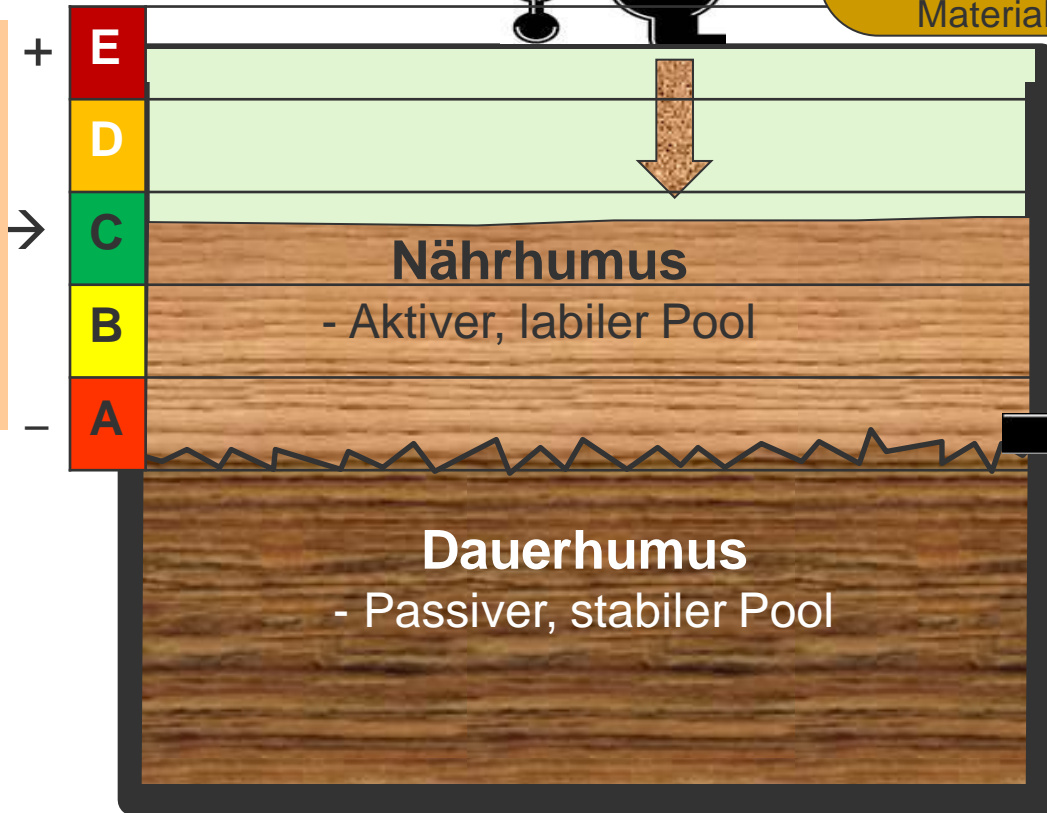 Material
+
E
D
→
C
Nährhumus
- Aktiver, labiler Pool
B
–
A
Dauerhumus
- Passiver, stabiler Pool